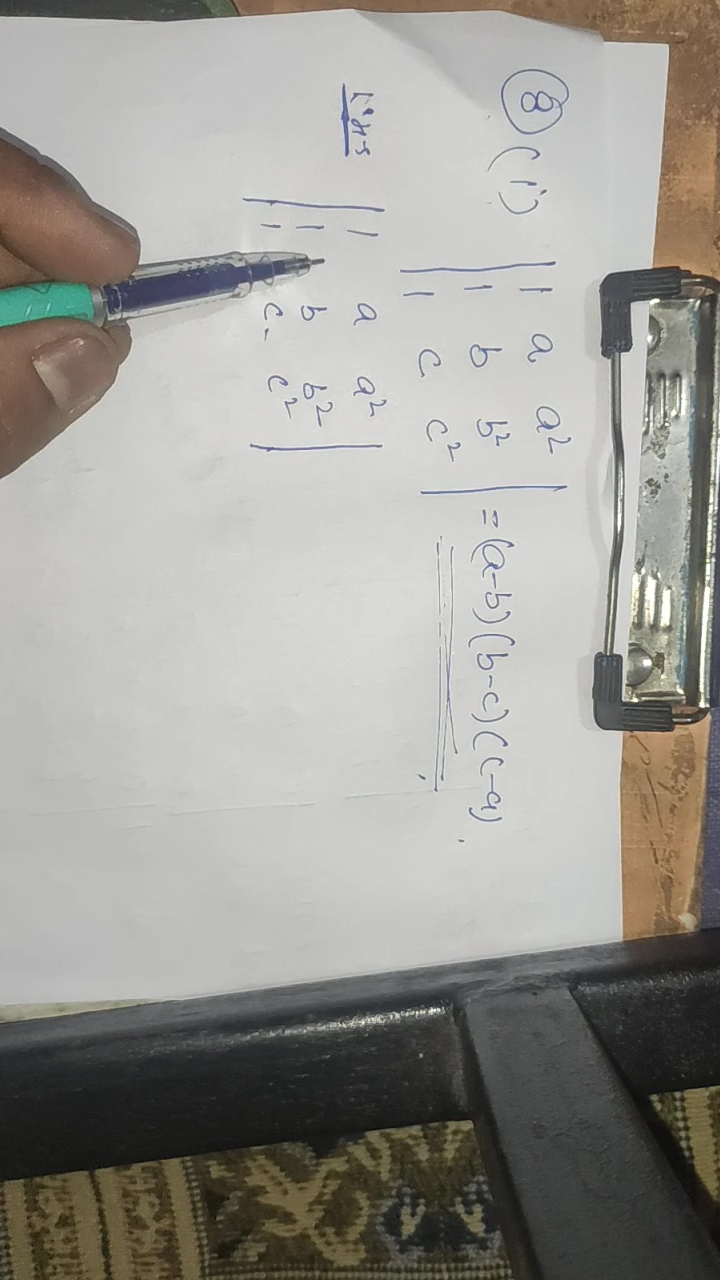 ⑧ (i) | 1 a a² |
| 1 b b² | = (a-b) (b-c) (c-a).
| 1 c c² |
L.H.S
| 1 a a² |
| 1 b b² |
| 1 c. c² |